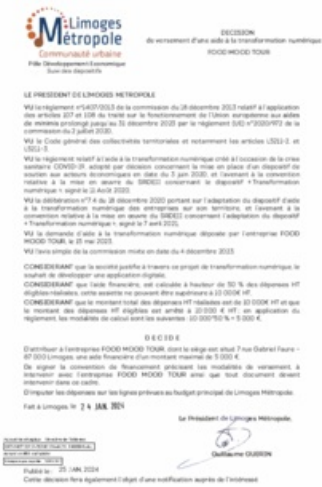 Limoges
Métropole
Communauté urbaine
Pôle Développement Economique
Suivi des dispositifs
DECISION
de versement d'une aide à la transformation numérique
FOOD MOOD TOUR
LE PRESIDENT DE LIMOGES METROPOLE
VU le règlement n°1407/2013 de la commission du 18 décembre 2013 relatif à l'application
des articles 107 et 108 du traité sur le fonctionnement de l'Union européenne aux aides
de minimis prolongé jusqu'au 31 décembre 2023 par le règlement (UE) n°2020/972 de la
commission du 2 juillet 2020,
VU le Code général des collectivités territoriales et notamment les articles L5211-2, et
L5211-3,
VU le règlement relatif à l'aide à la transformation numérique créé à l'occasion de la crise
sanitaire COVID-19, adopté par décision concernant la mise en place d'un dispositif de
soutien aux acteurs économiques en date du 3 juin 2020, et l'avenant à la convention
relative à la mise en œuvre du SRDEII concernant le dispositif « Transformation
numérique » signé le 11 Août 2020,
VU la délibération n° du 18 décembre 2020 portant sur l'adaptation du dispositif d'aide
à la transformation numérique des entreprises sur son territoire, et l'avenant à la
convention relative à la mise en œuvre du SRDEII concernant l'adaptation du dispositif
« Transformation numérique » signé le 7 avril 2021,
VU la demande d'aide à la transformation numérique déposée par l'entreprise FOOD
MOOD TOUR, le 15 mai 2023,
VU l'avis simple de la commission mixte en date du 4 décembre 2023,
CONSIDERANT que la société justifie à travers ce projet de transformation numérique, le
souhait de développer une application digitale,
CONSIDERANT que l'aide financière, est calculée à hauteur de 50 % des dépenses HT
éligibles réalisées, cette assiette ne pouvant être supérieure à 10 000€ HT,
CONSIDERANT que le montant total des dépenses HT réalisées est de 10 000€ HT et que
le montant des dépenses HT éligibles est arrêté à 10 000 € HT ; en application du
règlement, les modalités de calcul sont les suivantes : 10 000*50 % = 5 000 €,
DECIDE
D'attribuer à l'entreprise FOOD MOOD TOUR, dont le siège est situé 7 rue Gabriel Fauré –
87 000 Limoges, une aide financière d'un montant maximal de 5 000 €.
De signer la convention de financement précisant les modalités de versement, à
intervenir avec l'entreprise FOOD MOOD TOUR ainsi que tout document devant
intervenir dans ce cadre.
D'imputer les dépenses sur les lignes prévues au budget principal de Limoges Métropole.
Fait à Limoges le 24 JAN. 2024
Le Président de Limoges Métropole,
Guillaume GUERIN
Publié le : 25 JAN. 2024
Cette décision fera également l'objet d'une notification auprès de l'intéressé